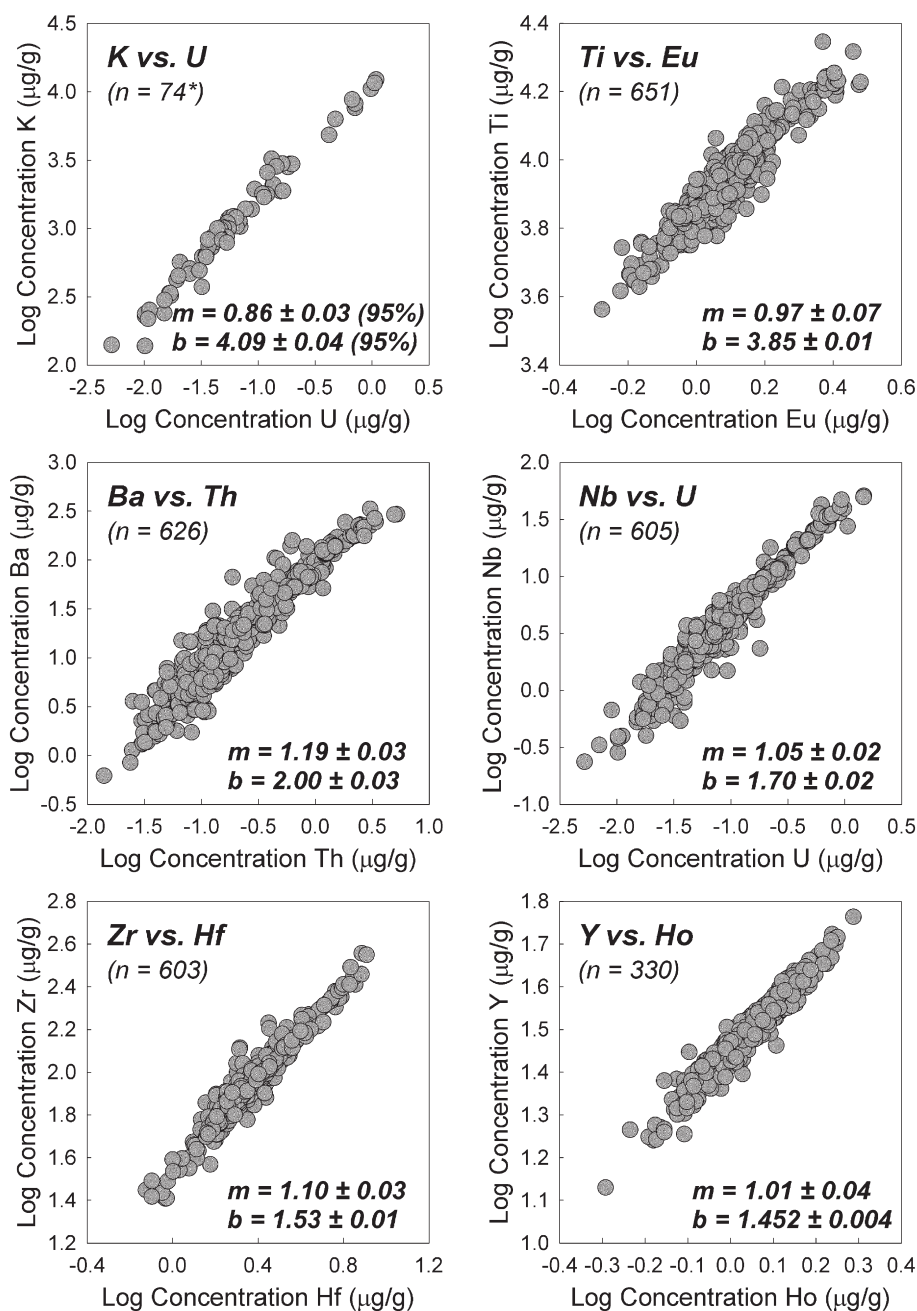 K vs. U
(n = 74*)
Log Concentration K (μg/g)
4.5
4.0
3.5
3.0
2.5
2.0
m = 0.86 ± 0.03 (95%)
b = 4.09 ± 0.04 (95%)
-2.5 -2.0 -1.5 -1.0 -0.5 0.0 0.5
Log Concentration U (μg/g)
Ti vs. Eu
(n = 651)
Log Concentration Ti (μg/g)
4.4
4.2
4.0
3.8
3.6
3.4
m = 0.97 ± 0.07
b = 3.85 ± 0.01
-0.4 -0.2 0.0 0.2 0.4 0.6
Log Concentration Eu (μg/g)
Ba vs. Th
(n = 626)
Log Concentration Ba (μg/g)
3.0
2.5
2.0
1.5
1.0
0.5
0.0
-0.5
m = 1.19 ± 0.03
b = 2.00 ± 0.03
-2.0 -1.5 -1.0 -0.5 0.0 0.5 1.0
Log Concentration Th (μg/g)
Nb vs. U
(n = 605)
Log Concentration Nb (μg/g)
2.0
1.5
1.0
0.5
0.0
-0.5
-1.0
m = 1.05 ± 0.02
b = 1.70 ± 0.02
-2.5 -2.0 -1.5 -1.0 -0.5 0.0 0.5
Log Concentration U (μg/g)
Zr vs. Hf
(n = 603)
Log Concentration Zr (μg/g)
2.8
2.6
2.4
2.2
2.0
1.8
1.6
1.4
1.2
m = 1.10 ± 0.03
b = 1.53 ± 0.01
-0.4 0.0 0.4 0.8 1.2
Log Concentration Hf (μg/g)
Y vs. Ho
(n = 330)
Log Concentration Y (μg/g)
1.8
1.7
1.6
1.5
1.4
1.3
1.2
1.1
1.0
m = 1.01 ± 0.04
b = 1.452 ± 0.004
-0.4 -0.3 -0.2 -0.1 0.0 0.1 0.2 0.3 0.4
Log Concentration Ho (μg/g)